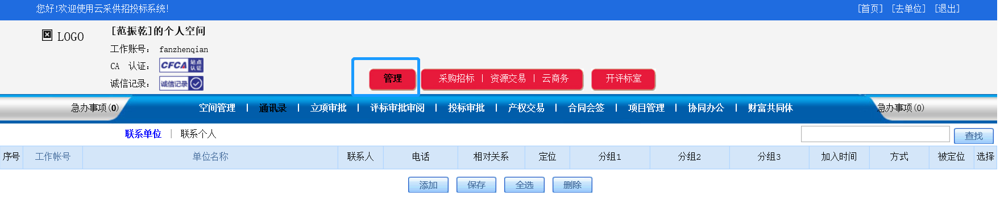 您好!欢迎使用云采供招投标系统! [首页] [去单位] [退出]
LOGO
[范振乾]的个人空间
工作账号： fanzhenqian
CA 认证： CFCA 站点认证
诚信记录： 诚信记录
管理 采购招标 | 资源交易 | 云商务 开评标室
急办事项(0) 空间管理 | 通讯录 | 立项审批 | 评标审批审阅 | 投标审批 | 产权交易 | 合同会签 | 项目管理 | 协同办公 | 财富共同体 急办事项(0)
联系单位 | 联系个人 查找
序号 工作帐号 单位名称 联系人 电话 相对关系 定位 分组1 分组2 分组3 加入时间 方式 被定位 选择
添加 保存 全选 删除